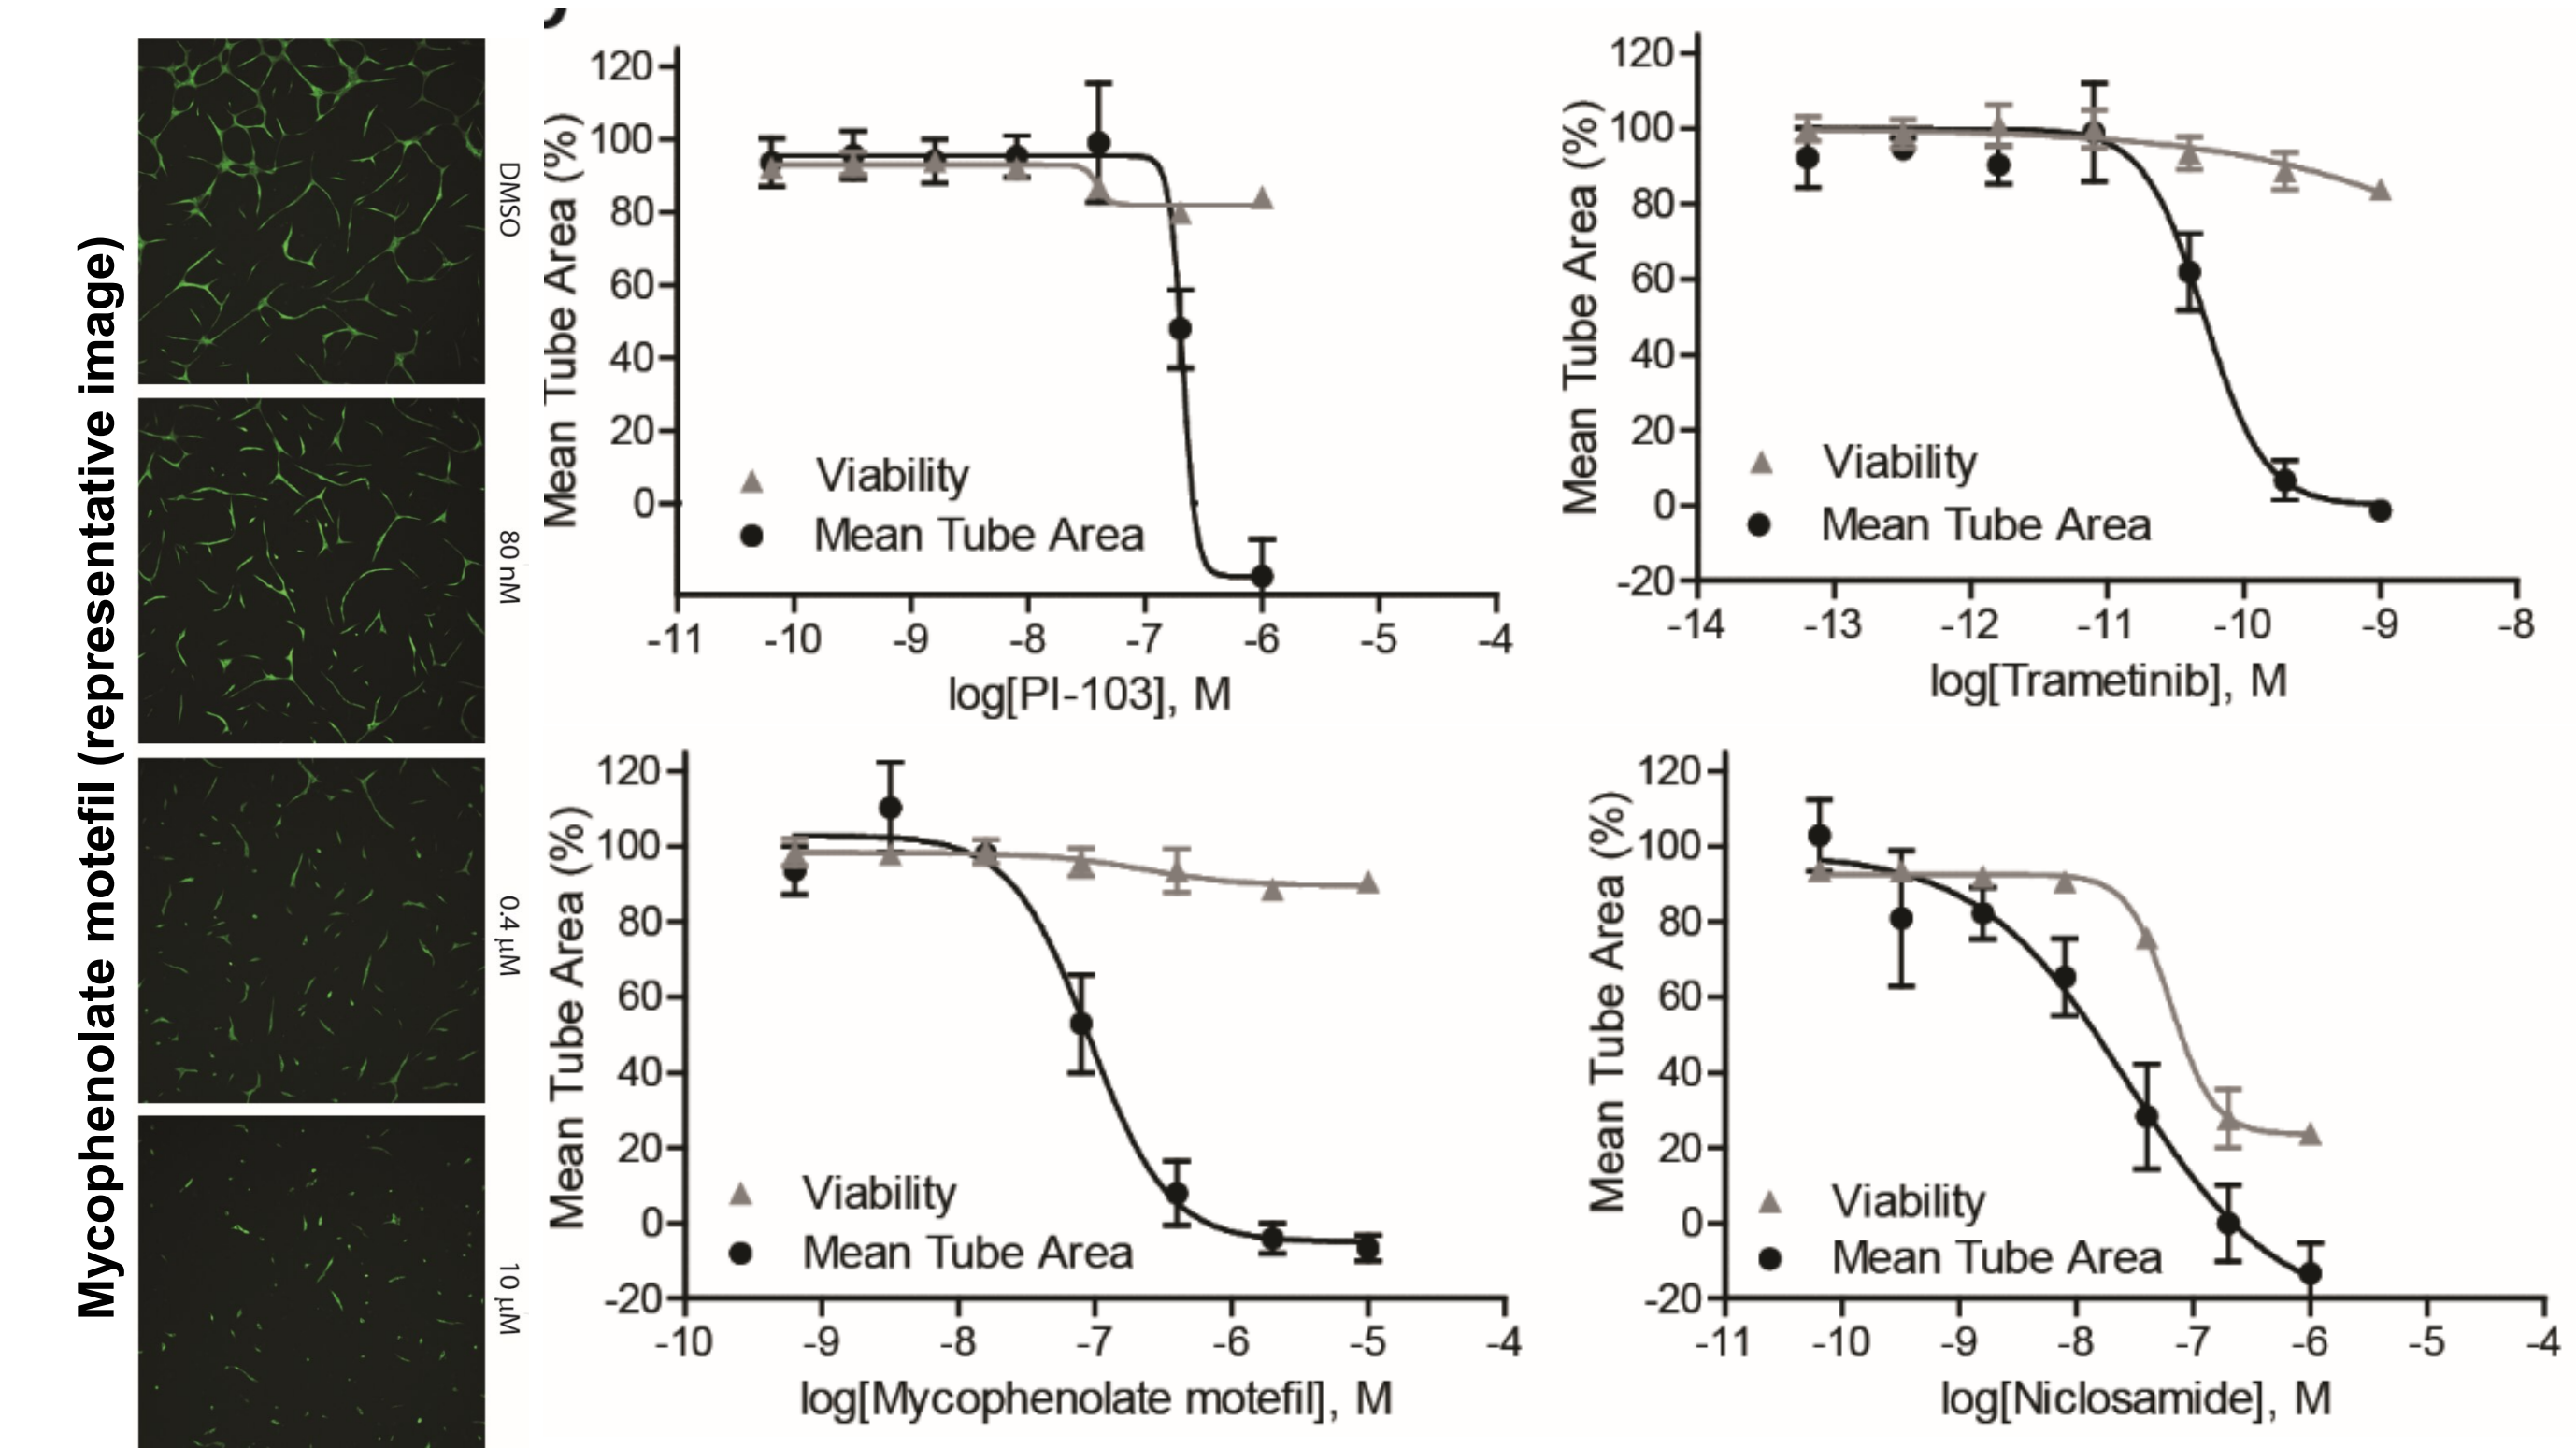 Mycophenolate motefil (representative image)
DMSO
80 nM
0.4 µM
10 µM
Mean Tube Area (%)
120
100
80
60
40
20
0
Viability
Mean Tube Area
-11 -10 -9 -8 -7 -6 -5 -4
log[PI-103], M
Mean Tube Area (%)
120
100
80
60
40
20
0
-20
Viability
Mean Tube Area
-14 -13 -12 -11 -10 -9 -8
log[Trametinib], M
Mean Tube Area (%)
120
100
80
60
40
20
0
-20
Viability
Mean Tube Area
-10 -9 -8 -7 -6 -5 -4
log[Mycophenolate motefil], M
Mean Tube Area (%)
120
100
80
60
40
20
0
-20
Viability
Mean Tube Area
-11 -10 -9 -8 -7 -6 -5 -4
log[Niclosamide], M